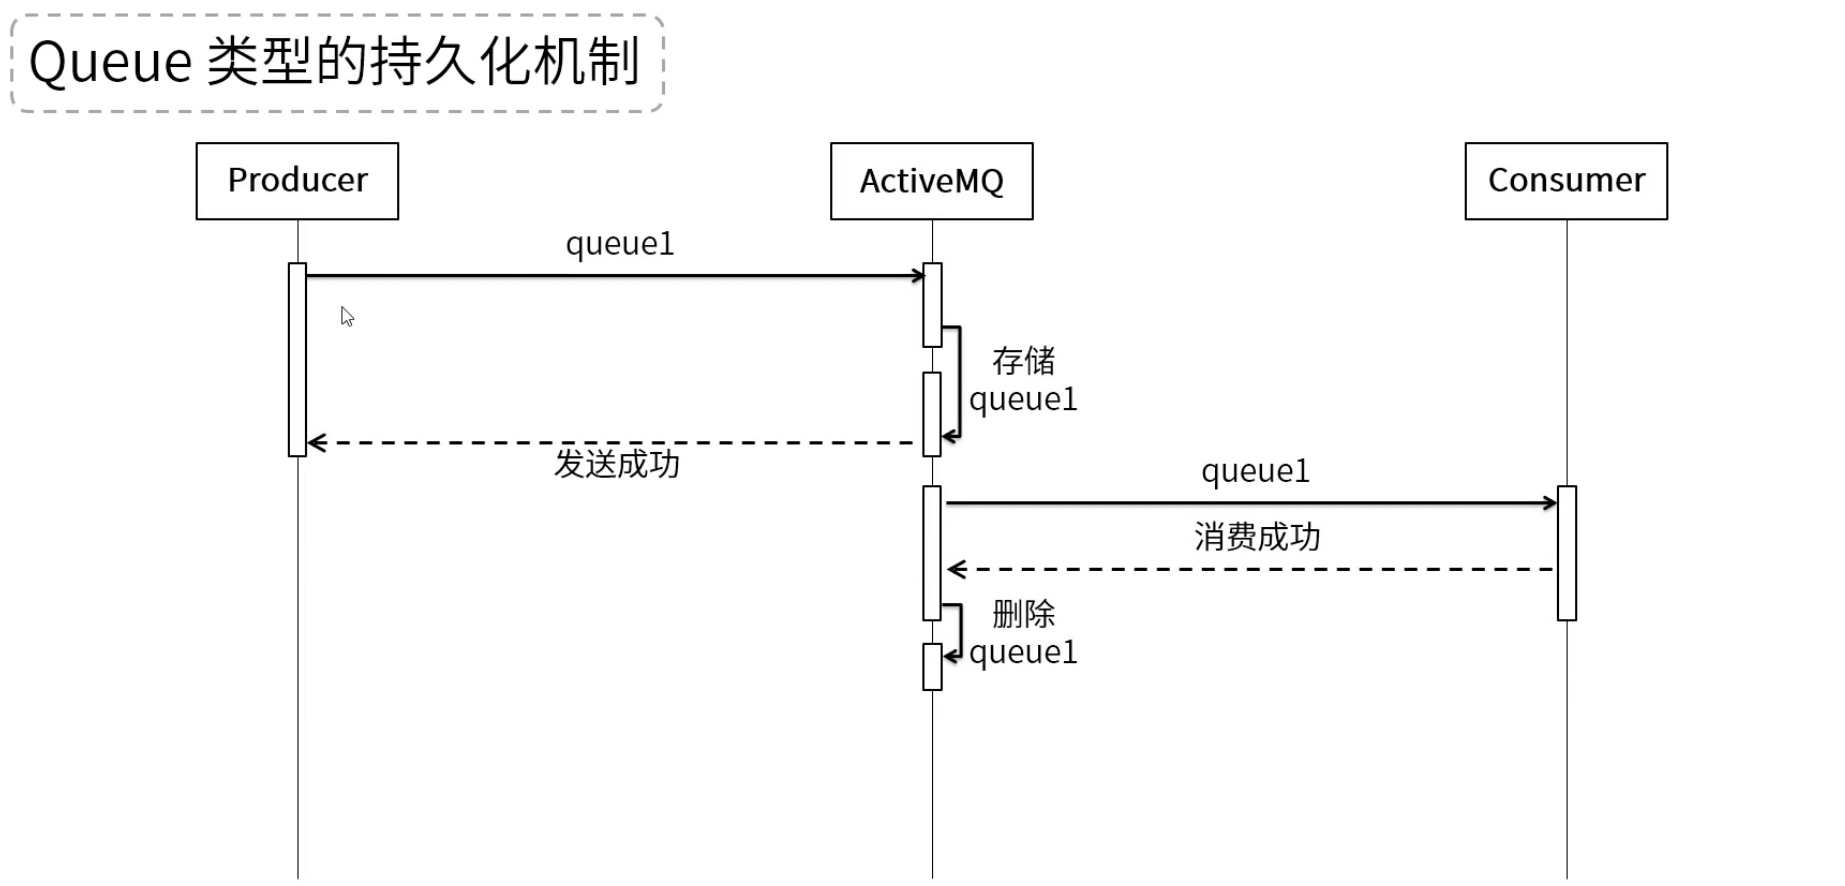 Queue 类型的持久化机制
Producer
ActiveMQ
Consumer
queue1
存储
queue1
发送成功
queue1
消费成功
删除
queue1